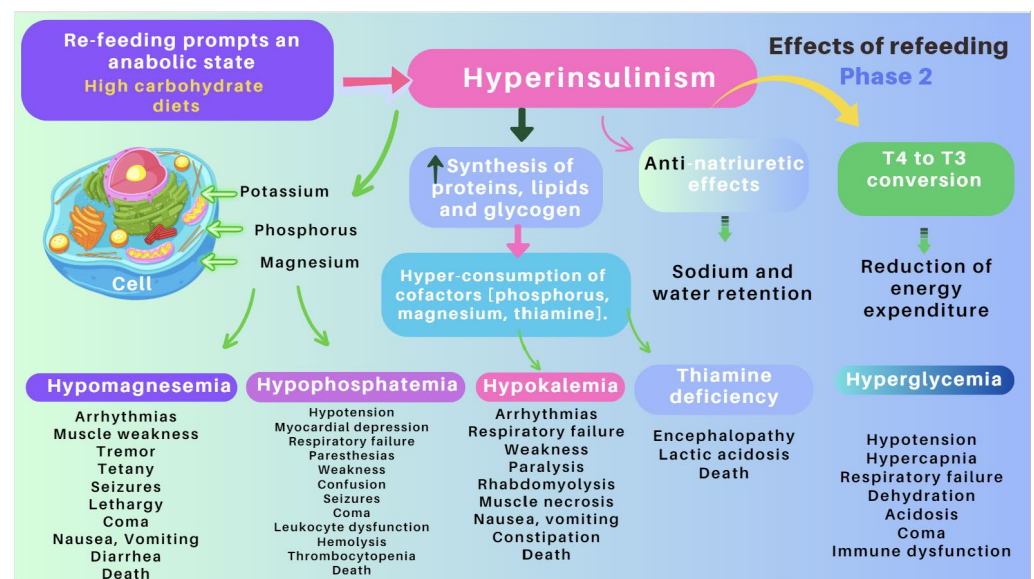 Re-feeding prompts an
anabolic state
High carbohydrate
diets
Hyperinsulinism
Effects of refeeding
Phase 2
Potassium
Phosphorus
Magnesium
Cell
Synthesis of
proteins, lipids
and glycogen
Anti-natriuretic
effects
T4 to T3
conversion
Hyper-consumption of
cofactors [phosphorus,
magnesium, thiamine].
Sodium and
water retention
Reduction of
energy
expenditure
Hypomagnesemia
Arrhythmias
Muscle weakness
Tremor
Tetany
Seizures
Lethargy
Coma
Nausea, Vomiting
Diarrhea
Death
Hypophosphatemia
Hypotension
Myocardial depression
Respiratory failure
Paresthesias
Weakness
Confusion
Seizures
Coma
Leukocyte dysfunction
Hemolysis
Thrombocytopenia
Death
Hypokalemia
Arrhythmias
Respiratory failure
Weakness
Paralysis
Rhabdomyolysis
Muscle necrosis
Nausea, vomiting
Constipation
Death
Thiamine
deficiency
Encephalopathy
Lactic acidosis
Death
Hyperglycemia
Hypotension
Hypercapnia
Respiratory failure
Dehydration
Acidosis
Coma
Immune dysfunction